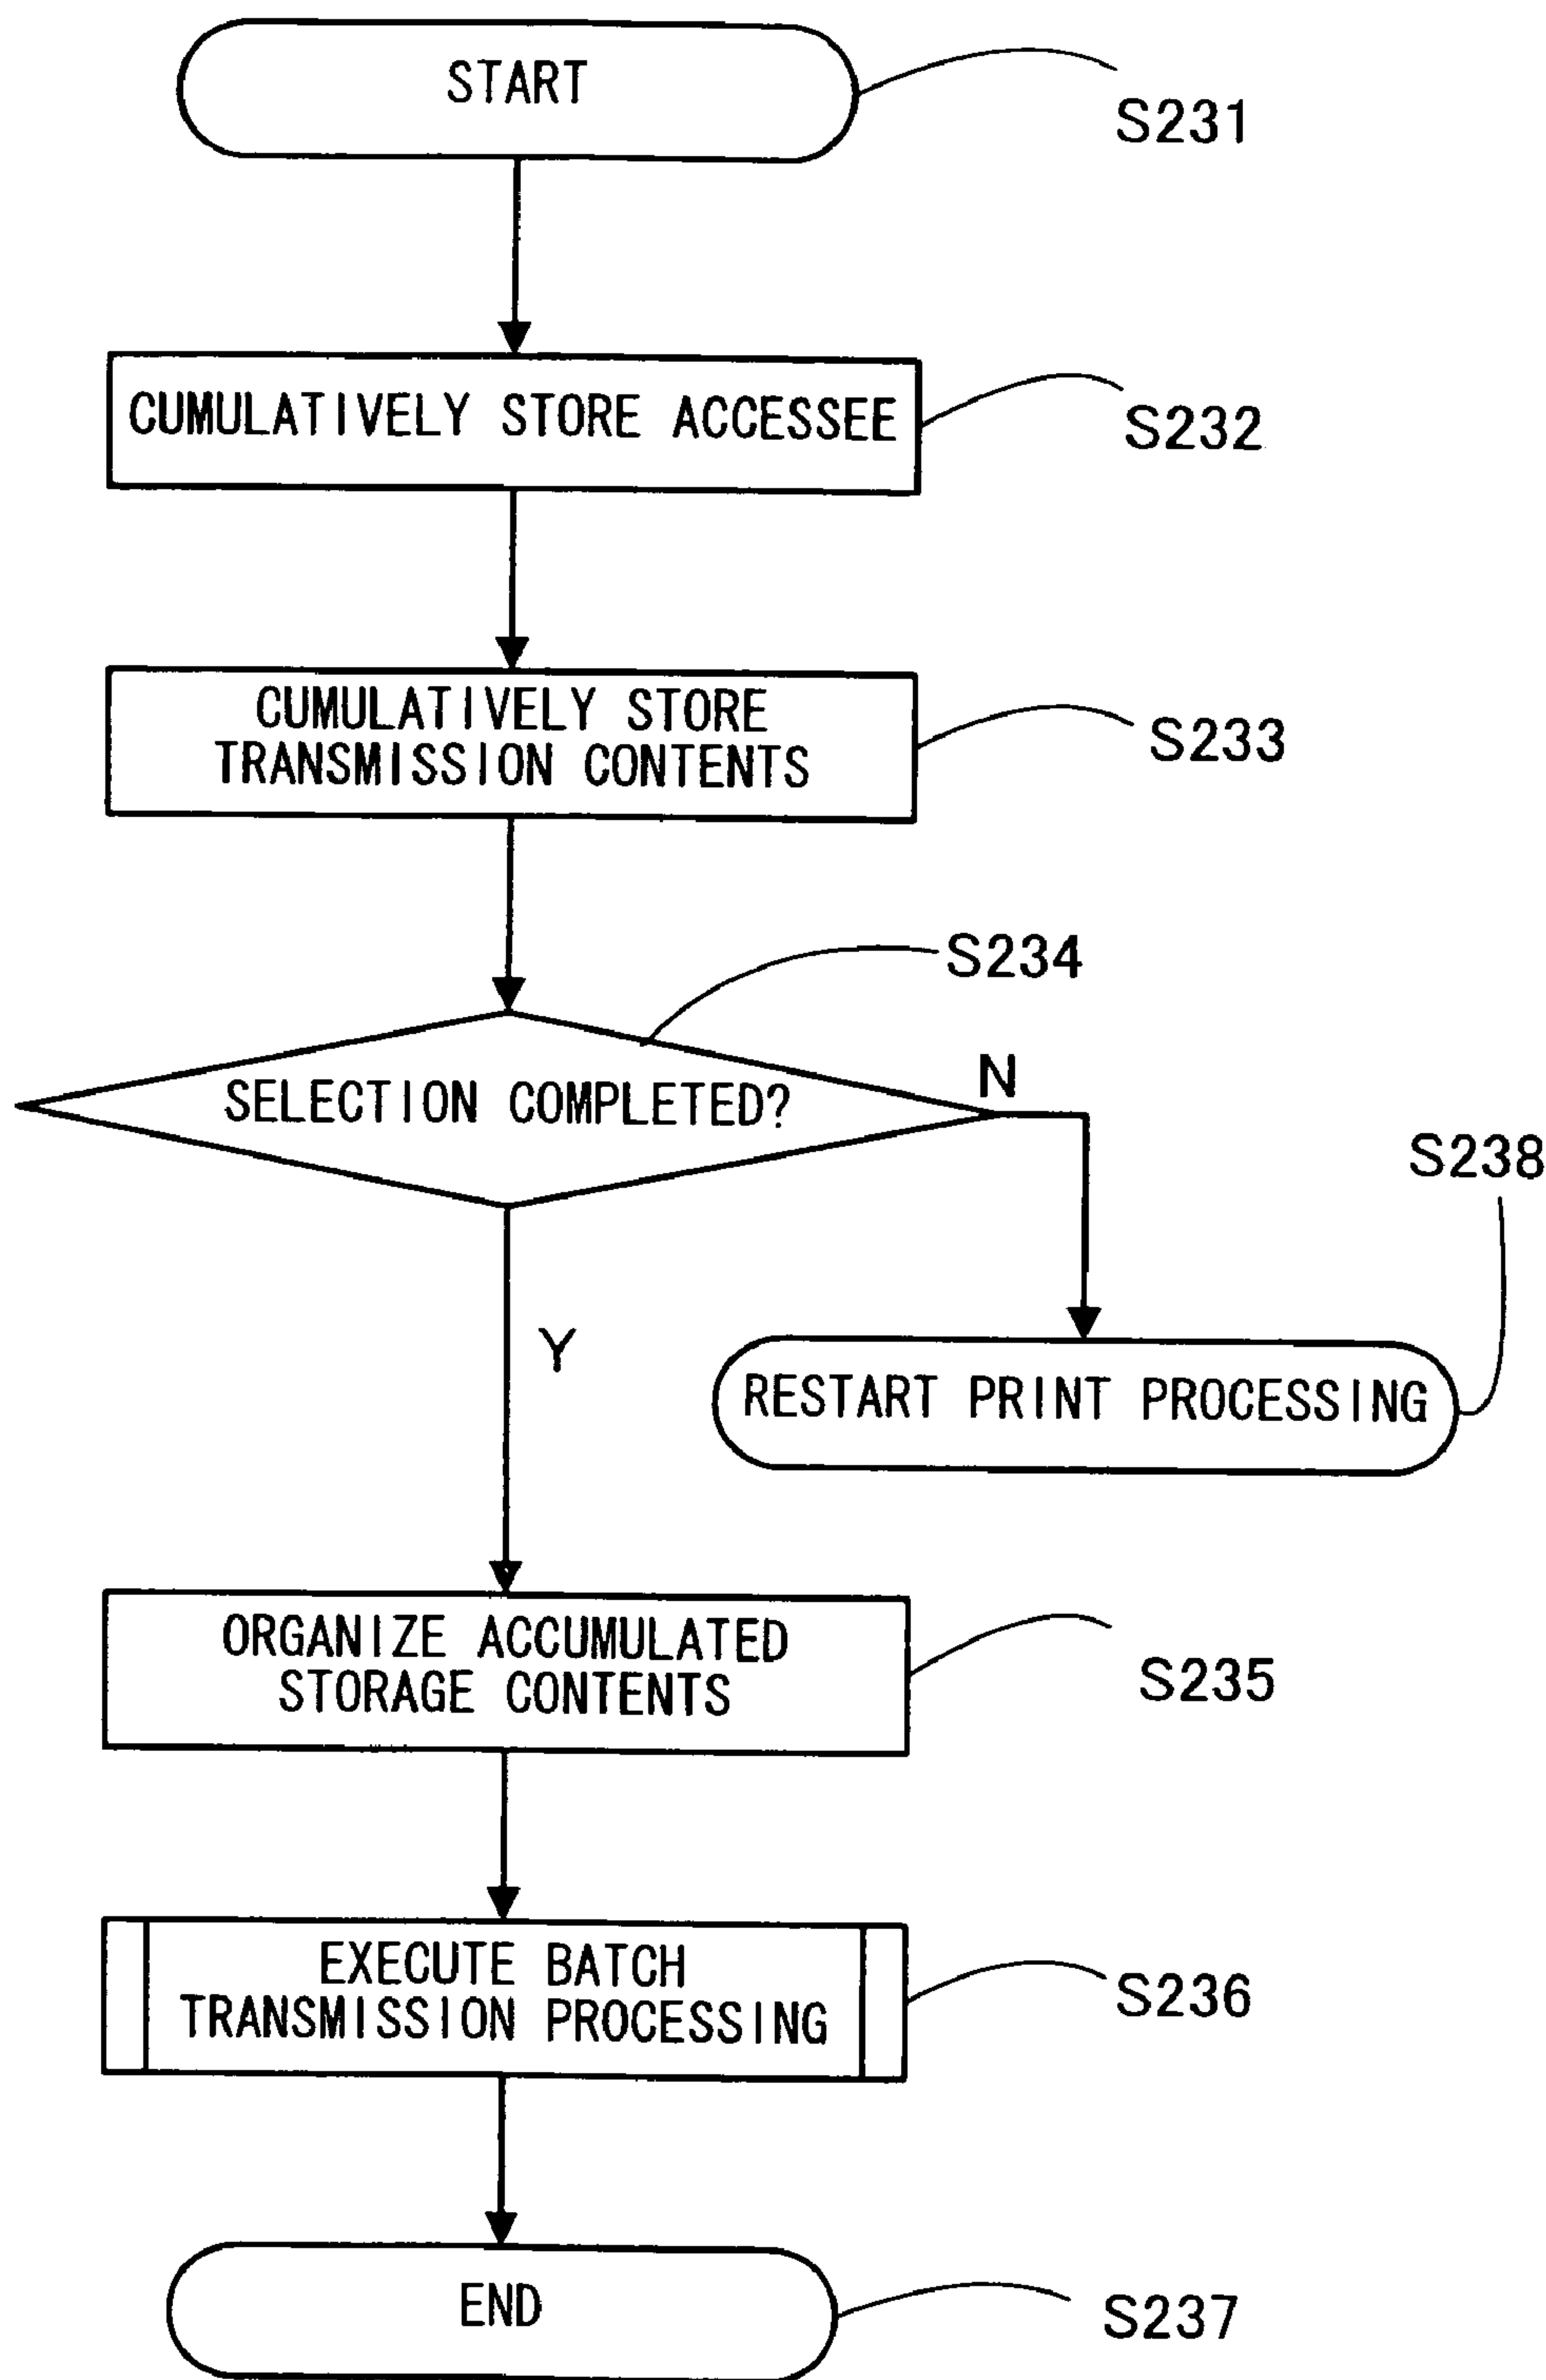 START
S231
CUMULATIVELY STORE ACCESSEE
S232
CUMULATIVELY STORE
TRANSMISSION CONTENTS
S233
S234
SELECTION COMPLETED?
N
S238
Y
RESTART PRINT PROCESSING
ORGANIZE ACCUMULATED
STORAGE CONTENTS
S235
EXECUTE BATCH
TRANSMISSION PROCESSING
S236
END
S237